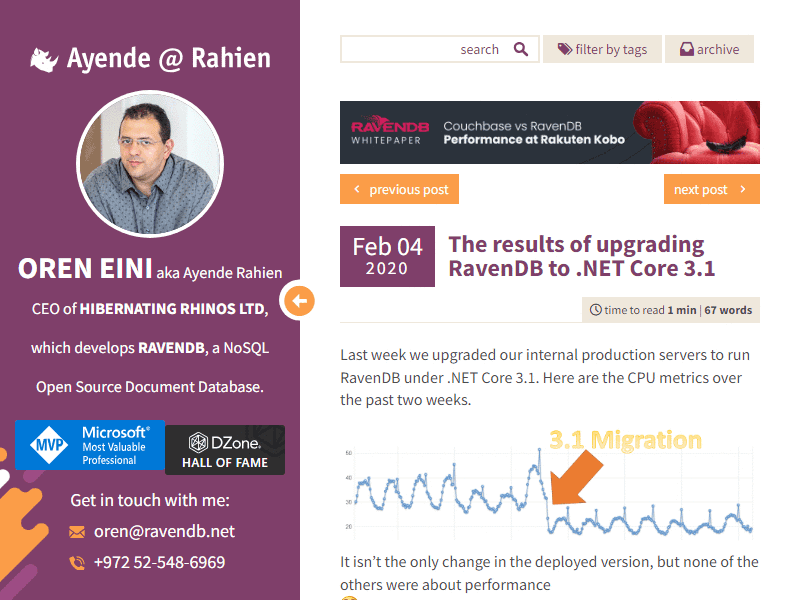 Ayende @ Rahien
OREN EINI aka Ayende Rahien
CEO of HIBERNATING RHINOS LTD,
which develops RAVENDB, a NoSQL
Open Source Document Database.
MVP
Microsoft®
Most Valuable
Professional
DZone
HALL OF FAME
Get in touch with me:
oren@ravendb.net
+972 52-548-6969
search
filter by tags
archive
RAVENDB
WHITEPAPER
Couchbase vs RavenDB
Performance at Rakuten Kobo
previous post
next post
Feb 04
2020
The results of upgrading
RavenDB to .NET Core 3.1
time to read 1 min | 67 words
Last week we upgraded our internal production servers to run
RavenDB under .NET Core 3.1. Here are the CPU metrics over
the past two weeks.
3.1 Migration
50
40
30
20
It isn't the only change in the deployed version, but none of the
others were about performance